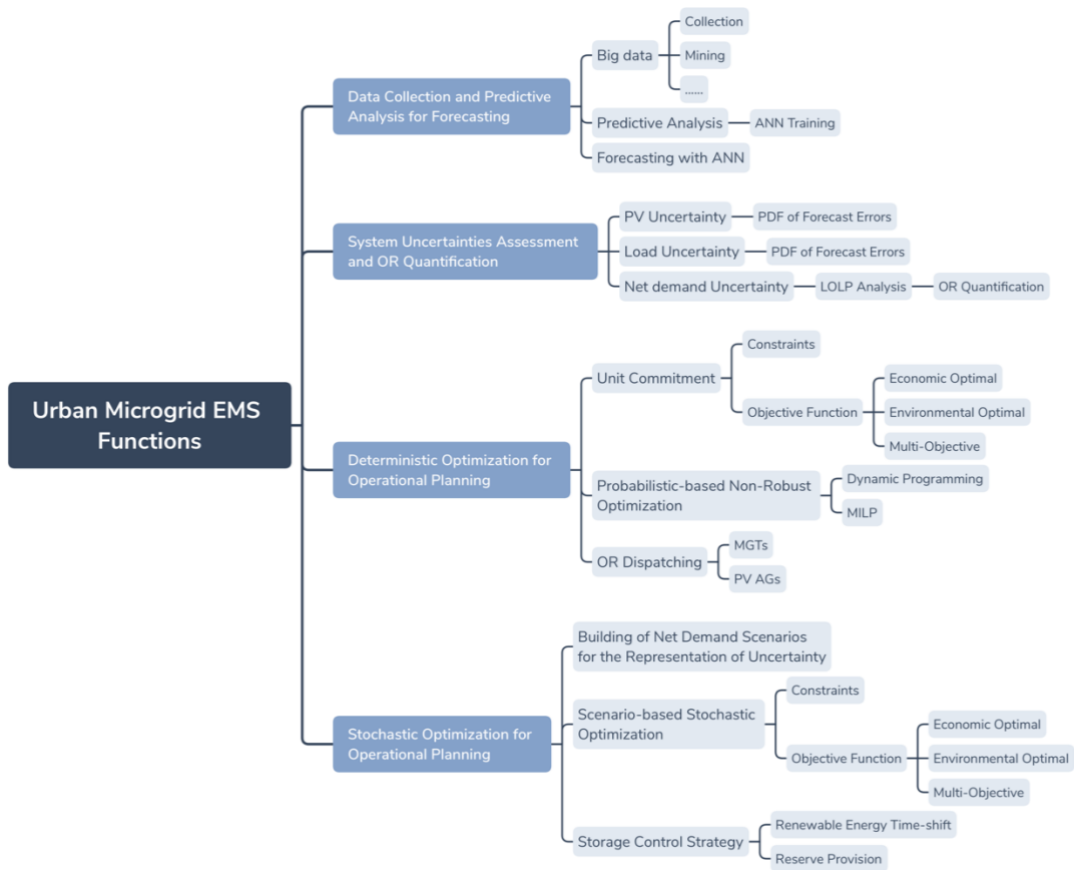 Urban Microgrid EMS
Functions
Data Collection and Predictive
Analysis for Forecasting
Big data
Collection
Mining
......
Predictive Analysis
ANN Training
Forecasting with ANN
System Uncertainties Assessment
and OR Quantification
PV Uncertainty
PDF of Forecast Errors
Load Uncertainty
PDF of Forecast Errors
Net demand Uncertainty
LOLP Analysis
OR Quantification
Deterministic Optimization for
Operational Planning
Unit Commitment
Constraints
Objective Function
Economic Optimal
Environmental Optimal
Multi-Objective
Probabilistic-based Non-Robust
Optimization
Dynamic Programming
MILP
OR Dispatching
MGTs
PV AGs
Stochastic Optimization for
Operational Planning
Building of Net Demand Scenarios
for the Representation of Uncertainty
Scenario-based Stochastic
Optimization
Constraints
Objective Function
Economic Optimal
Environmental Optimal
Multi-Objective
Storage Control Strategy
Renewable Energy Time-shift
Reserve Provision